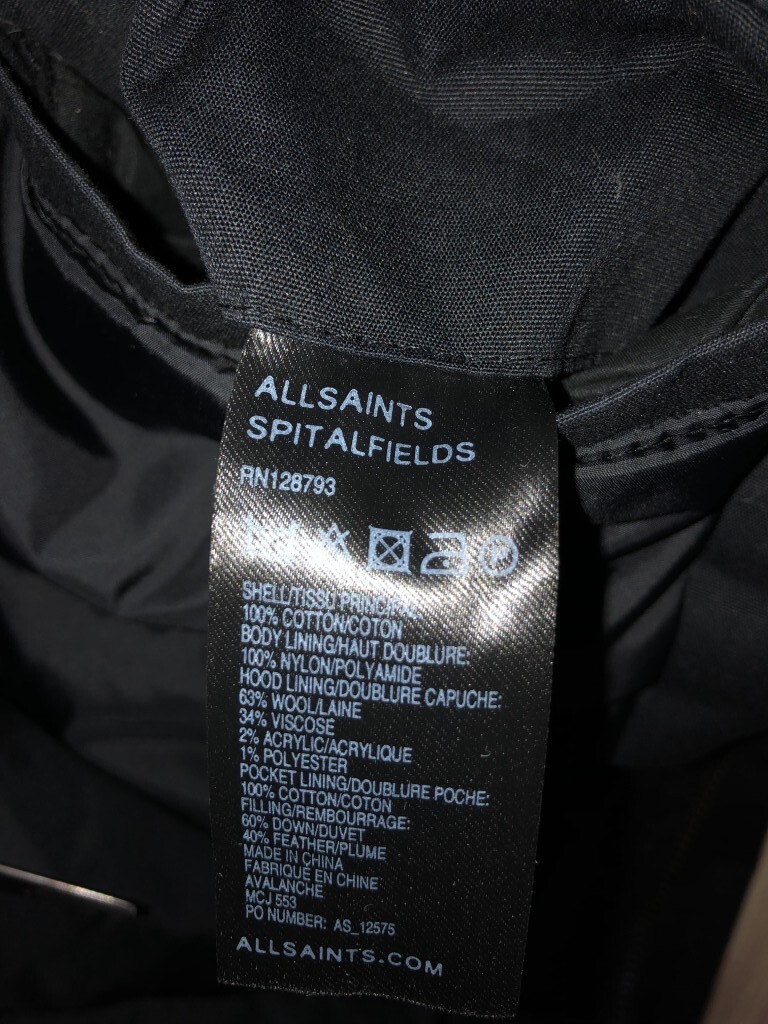 ALLSAINTS
SPITALFIELDS
RN128793
P
SHELL/TISSU PRINCIPAL:
100% COTTON/COTON
BODY LINING/HAUT DOUBLURE:
100% NYLON/POLYAMIDE
HOOD LINING/DOUBLURE CAPUCHE:
63% WOOL/LAINE
34% VISCOSE
2% ACRYLIC/ACRYLIQUE
1% POLYESTER
POCKET LINING/DOUBLURE POCHE:
100% COTTON/COTON
FILLING/REMBOURRAGE:
60% DOWN/DUVET
40% FEATHER/PLUME
MADE IN CHINA
FABRIQUÉ EN CHINE
AVALANCHE
MCJ 553
PO NUMBER: AS_12575
ALLSAINTS.COM